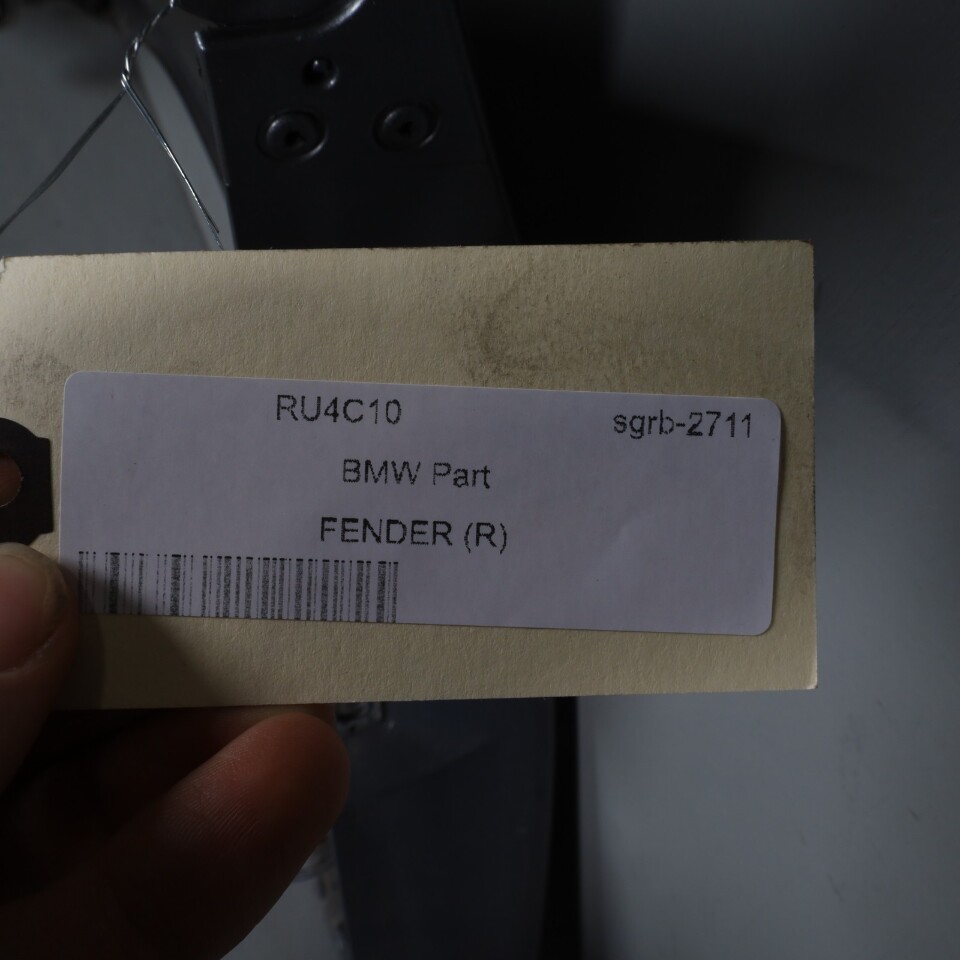 RU4C10 sgrb-2711
BMW Part
FENDER (R)